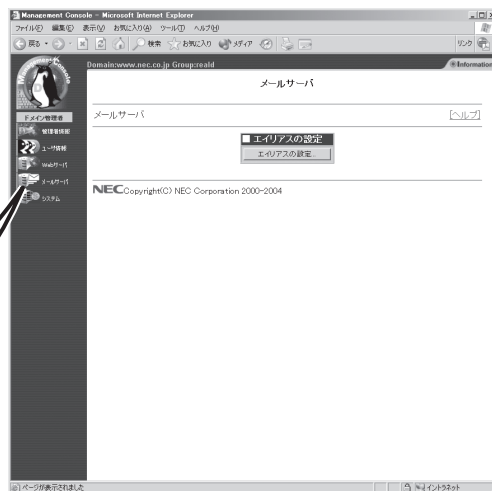 Management Console - Microsoft Internet Explorer
ファイル(F) 編集(E) 表示(V) お気に入り(A) ツール(T) ヘルプ(H)
戻る 検索 お気に入り メディア リンク
Management Console
Domain:www.nec.co.jp Group:reald
Information
メールサーバ
ドメイン管理者
管理者情報
ユーザ情報
Webサーバ
メールサーバ
システム
メールサーバ [ヘルプ]
■ エイリアスの設定
エイリアスの設定...
NEC Copyright(C) NEC Corporation 2000-2004
ページが表示されました イントラネット